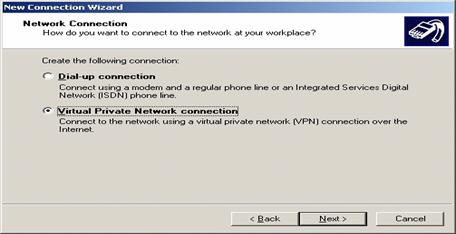 New Connection Wizard
Network Connection
How do you want to connect to the network at your workplace?
Create the following connection:
Dial-up connection
Connect using a modem and a regular phone line or an Integrated Services Digital
Network (ISDN) phone line.
Virtual Private Network connection
Connect to the network using a virtual private network (VPN) connection over the
Internet.
< Back Next > Cancel